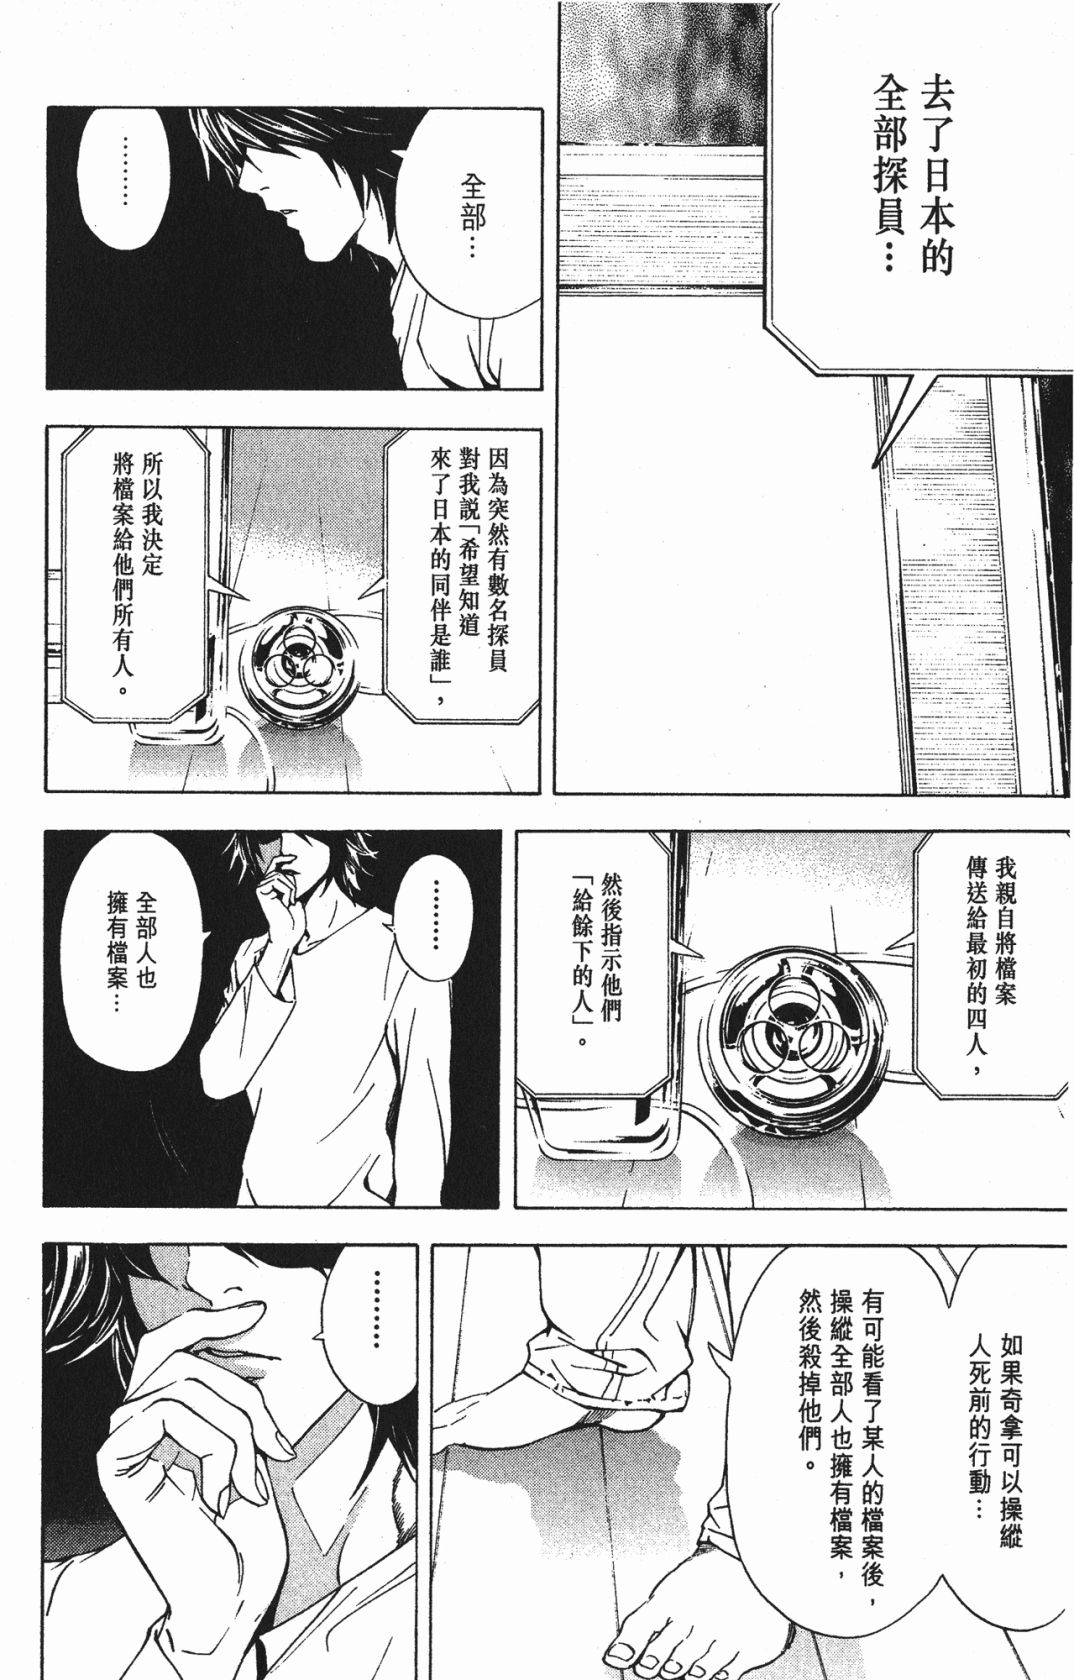 去了日本的
全部探員…
全部…
………
因為突然有數名探員
對我説「希望知道
來了日本的同伴是誰」，
所以我決定
將檔案給他們所有人。
我親自將檔案
傳送給最初的四人，
然後指示他們
「給餘下的人」。
………
全部人也
擁有檔案…
如果奇拿可以操縱
人死前的行動…
有可能看了某人的檔案後，
操縱全部人也擁有檔案，
然後殺掉他們。
………